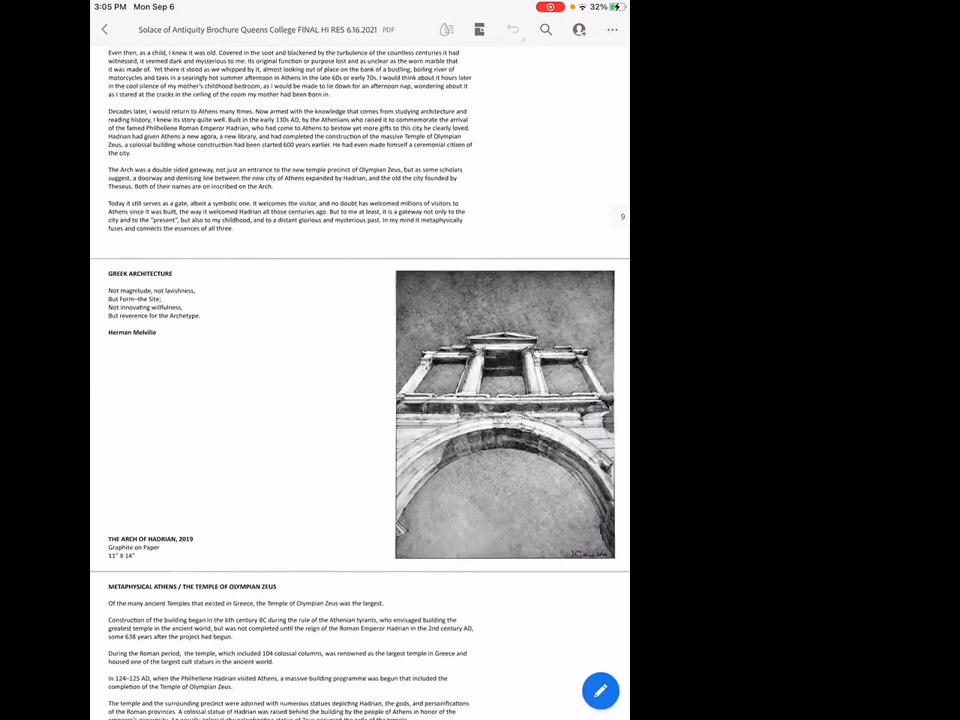 3:05 PM Mon Sep 6
32%
Solace of Antiquity Brochure Queens College FINAL HI RES 6.16.2021 PDF
Even then, as a child, I knew it was old. Covered in the soot and blackened by the turbulence of the countless centuries it had
witnessed, it seemed dark and mysterious to me. Its original function or purpose lost and as unclear as the worn marble that
it was made of. Yet there it stood as we whipped by it, almost looking out of place on the bank of a bustling, boiling river of
motorcycles and taxis in a searingly hot summer afternoon in Athens in the late 60s or early 70s. I would think about it hours later
in the cool silence of my mother's childhood bedroom, as I would be made to lie down for an afternoon nap, wondering about it
as I stared at the cracks in the ceiling of the room my mother had been born in.
Decades later, I would return to Athens many times. Now armed with the knowledge that comes from studying architecture and
reading history, I knew its story quite well. Built in the early 130s AD, by the Athenians who raised it to commemorate the arrival
of the famed Philhellene Roman Emperor Hadrian, who had come to Athens to bestow yet more gifts to this city he clearly loved.
Hadrian had given Athens a new agora, a new library, and had completed the construction of the massive Temple of Olympian
Zeus, a colossal building whose construction had been started 600 years earlier. He had even made himself a ceremonial citizen of
the city.
The Arch was a double sided gateway, not just an entrance to the new temple precinct of Olympian Zeus, but as some scholars
suggest, a doorway and demising line between the new city of Athens expanded by Hadrian, and the old the city founded by
Theseus. Both of their names are on inscribed on the Arch.
Today it still serves as a gate, albeit a symbolic one. It welcomes the visitor, and no doubt has welcomed millions of visitors to
Athens since it was built, the way it welcomed Hadrian all those centuries ago. But to me at least, it is a gateway not only to the
city and to the "present", but also to my childhood, and to a distant glorious and mysterious past. In my mind it metaphysically
fuses and connects the essences of all three.
9
GREEK ARCHITECTURE
Not magnitude, not lavishness,
But Form–the Site;
Not innovating willfulness,
But reverence for the Archetype.
Herman Melville
THE ARCH OF HADRIAN, 2019
Graphite on Paper
11" X 14"
METAPHYSICAL ATHENS / THE TEMPLE OF OLYMPIAN ZEUS
Of the many ancient Temples that existed in Greece, the Temple of Olympian Zeus was the largest.
Construction of the building began in the 6th century BC during the rule of the Athenian tyrants, who envisaged building the
greatest temple in the ancient world, but was not completed until the reign of the Roman Emperor Hadrian in the 2nd century AD,
some 638 years after the project had begun.
During the Roman period, the temple, which included 104 colossal columns, was renowned as the largest temple in Greece and
housed one of the largest cult statues in the ancient world.
In 124–125 AD, when the Philhellene Hadrian visited Athens, a massive building programme was begun that included the
completion of the Temple of Olympian Zeus.
The temple and the surrounding precinct were adorned with numerous statues depicting Hadrian, the gods, and personifications
of the Roman provinces. A colossal statue of Hadrian was raised behind the building by the people of Athens in honor of the